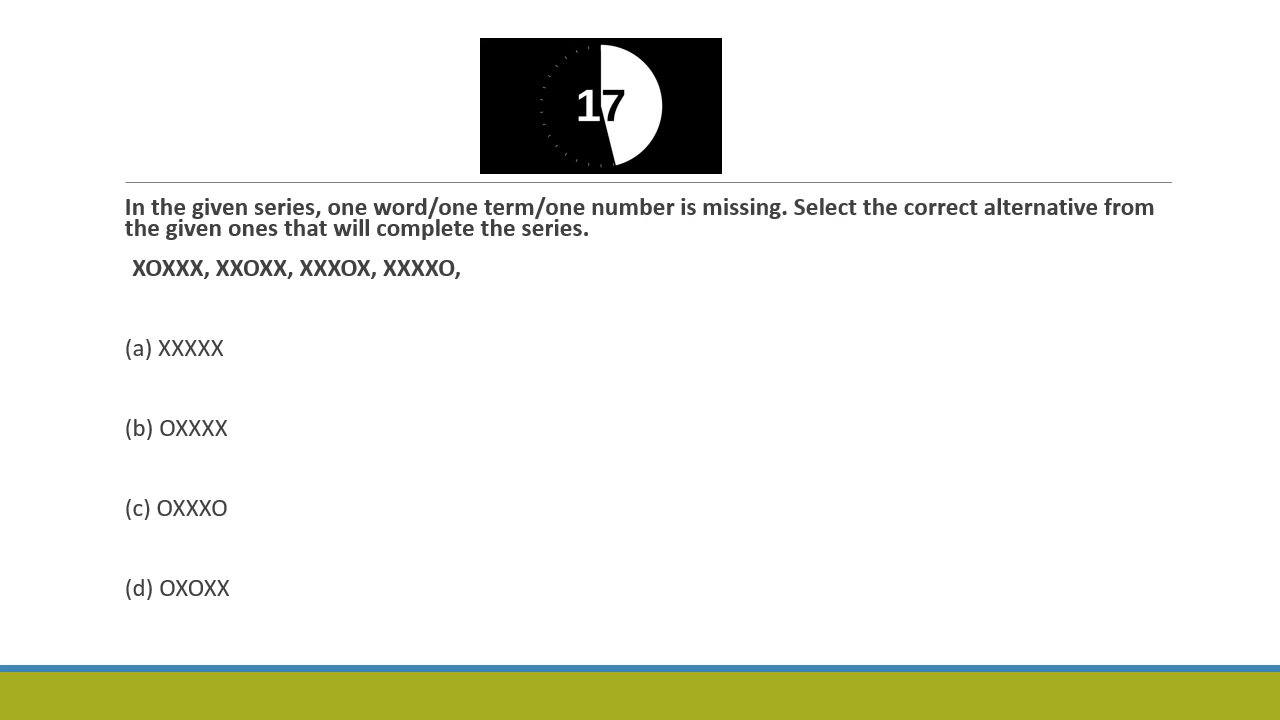 17
In the given series, one word/one term/one number is missing. Select the correct alternative from
the given ones that will complete the series.
XOXXX, XXOXX, XXXOX, XXXXO,
(a) XXXXX
(b) OXXXX
(c) OXXXO
(d) OXOXX